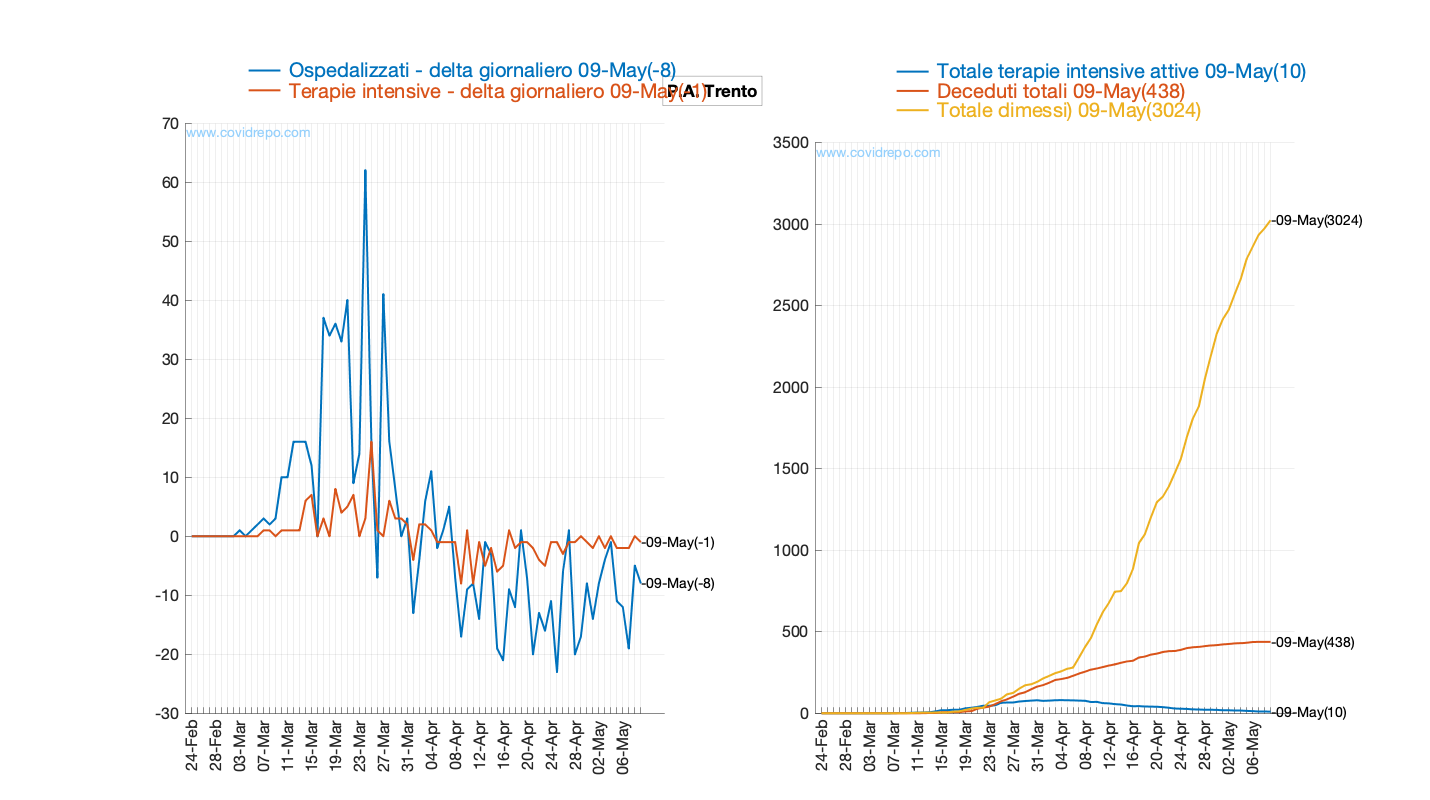 Ospedalizzati - delta giornaliero 09-May(-8)
Terapie intensive - delta giornaliero 09-May(-1)
P.A. Trento
www.covidrepo.com
70
60
50
40
30
20
10
0
-10
-20
-30
-09-May(-1)
-09-May(-8)
24-Feb
28-Feb
03-Mar
07-Mar
11-Mar
15-Mar
19-Mar
23-Mar
27-Mar
31-Mar
04-Apr
08-Apr
12-Apr
16-Apr
20-Apr
24-Apr
28-Apr
02-May
06-May
Totale terapie intensive attive 09-May(10)
Deceduti totali 09-May(438)
Totale dimessi) 09-May(3024)
www.covidrepo.com
3500
3000
2500
2000
1500
1000
500
0
-09-May(3024)
-09-May(438)
-09-May(10)
24-Feb
28-Feb
03-Mar
07-Mar
11-Mar
15-Mar
19-Mar
23-Mar
27-Mar
31-Mar
04-Apr
08-Apr
12-Apr
16-Apr
20-Apr
24-Apr
28-Apr
02-May
06-May